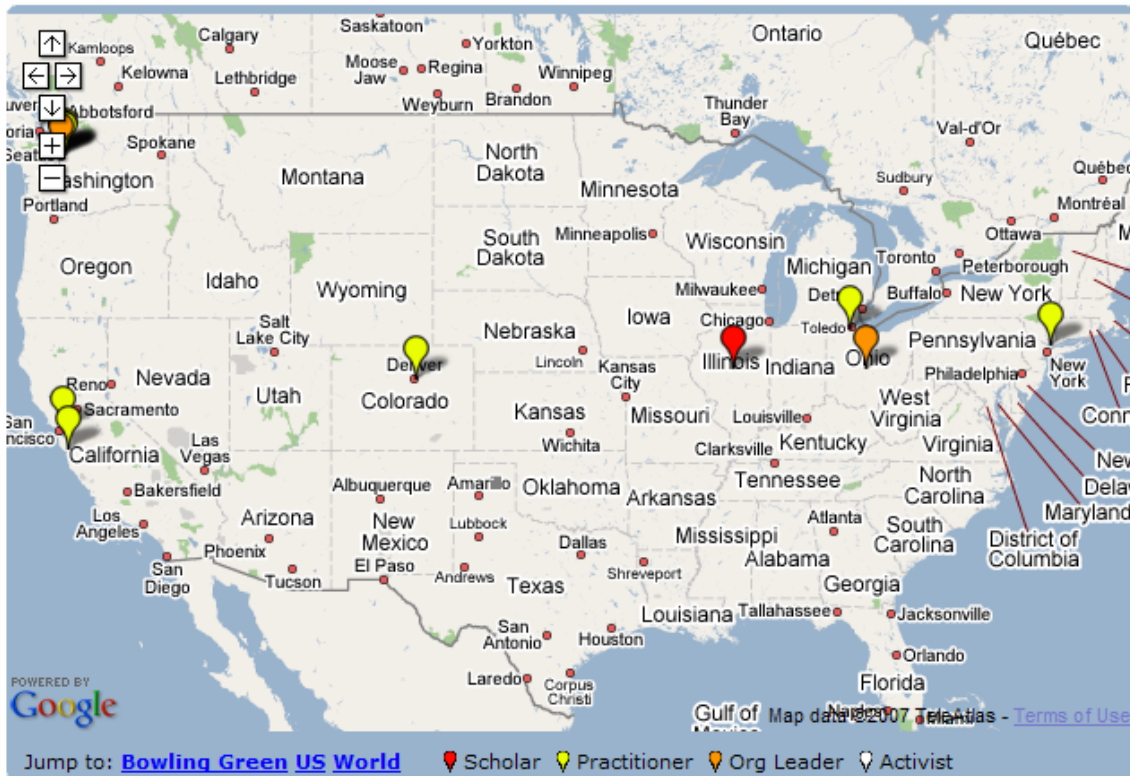 Saskatoon
Ontario
Québec
Calgary
Kamloops
Yorkton
Moose
Jaw
Regina
Kelowna
Lethbridge
Winnipeg
Weyburn
Brandon
Abbotsford
Thunder
Bay
Val-d'Or
Spokane
North
Dakota
Québec
Montana
Minnesota
Sudbury
Montréal
Portland
Ottawa
South
Dakota
Minneapolis
Wisconsin
Oregon
Idaho
Michigan
Toronto
Peterborough
Wyoming
Milwaukee
Buffalo
New York
Salt
Lake City
Nebraska
Iowa
Chicago
Toledo
Lincoln
Illinois
Indiana
Ohio
Pennsylvania
New
York
Reno
Nevada
Utah
Denver
Colorado
Kansas
City
Philadelphia
Sacramento
Kansas
Missouri
Louisville
West
Virginia
San
California
Las
Vegas
Wichita
Clarksville
Kentucky
Virginia
Tennessee
North
Carolina
Bakersfield
Albuquerque
Amarillo
Oklahoma
Arkansas
Maryland
Los
Angeles
Arizona
New
Mexico
Lubbock
Atlanta
South
Carolina
Mississippi
Alabama
District of
Columbia
Phoenix
Dallas
San
Diego
Tucson
El Paso
Andrews
Texas
Shreveport
Georgia
Louisiana
Tallahassee
Jacksonville
San
Antonio
Houston
Orlando
Laredo
Corpus
Christi
Florida
POWERED BY
Google
Gulf of
Map data ©2007 TeleAtlas - Terms of Use
Jump to: Bowling Green US World Scholar Practitioner Org Leader Activist